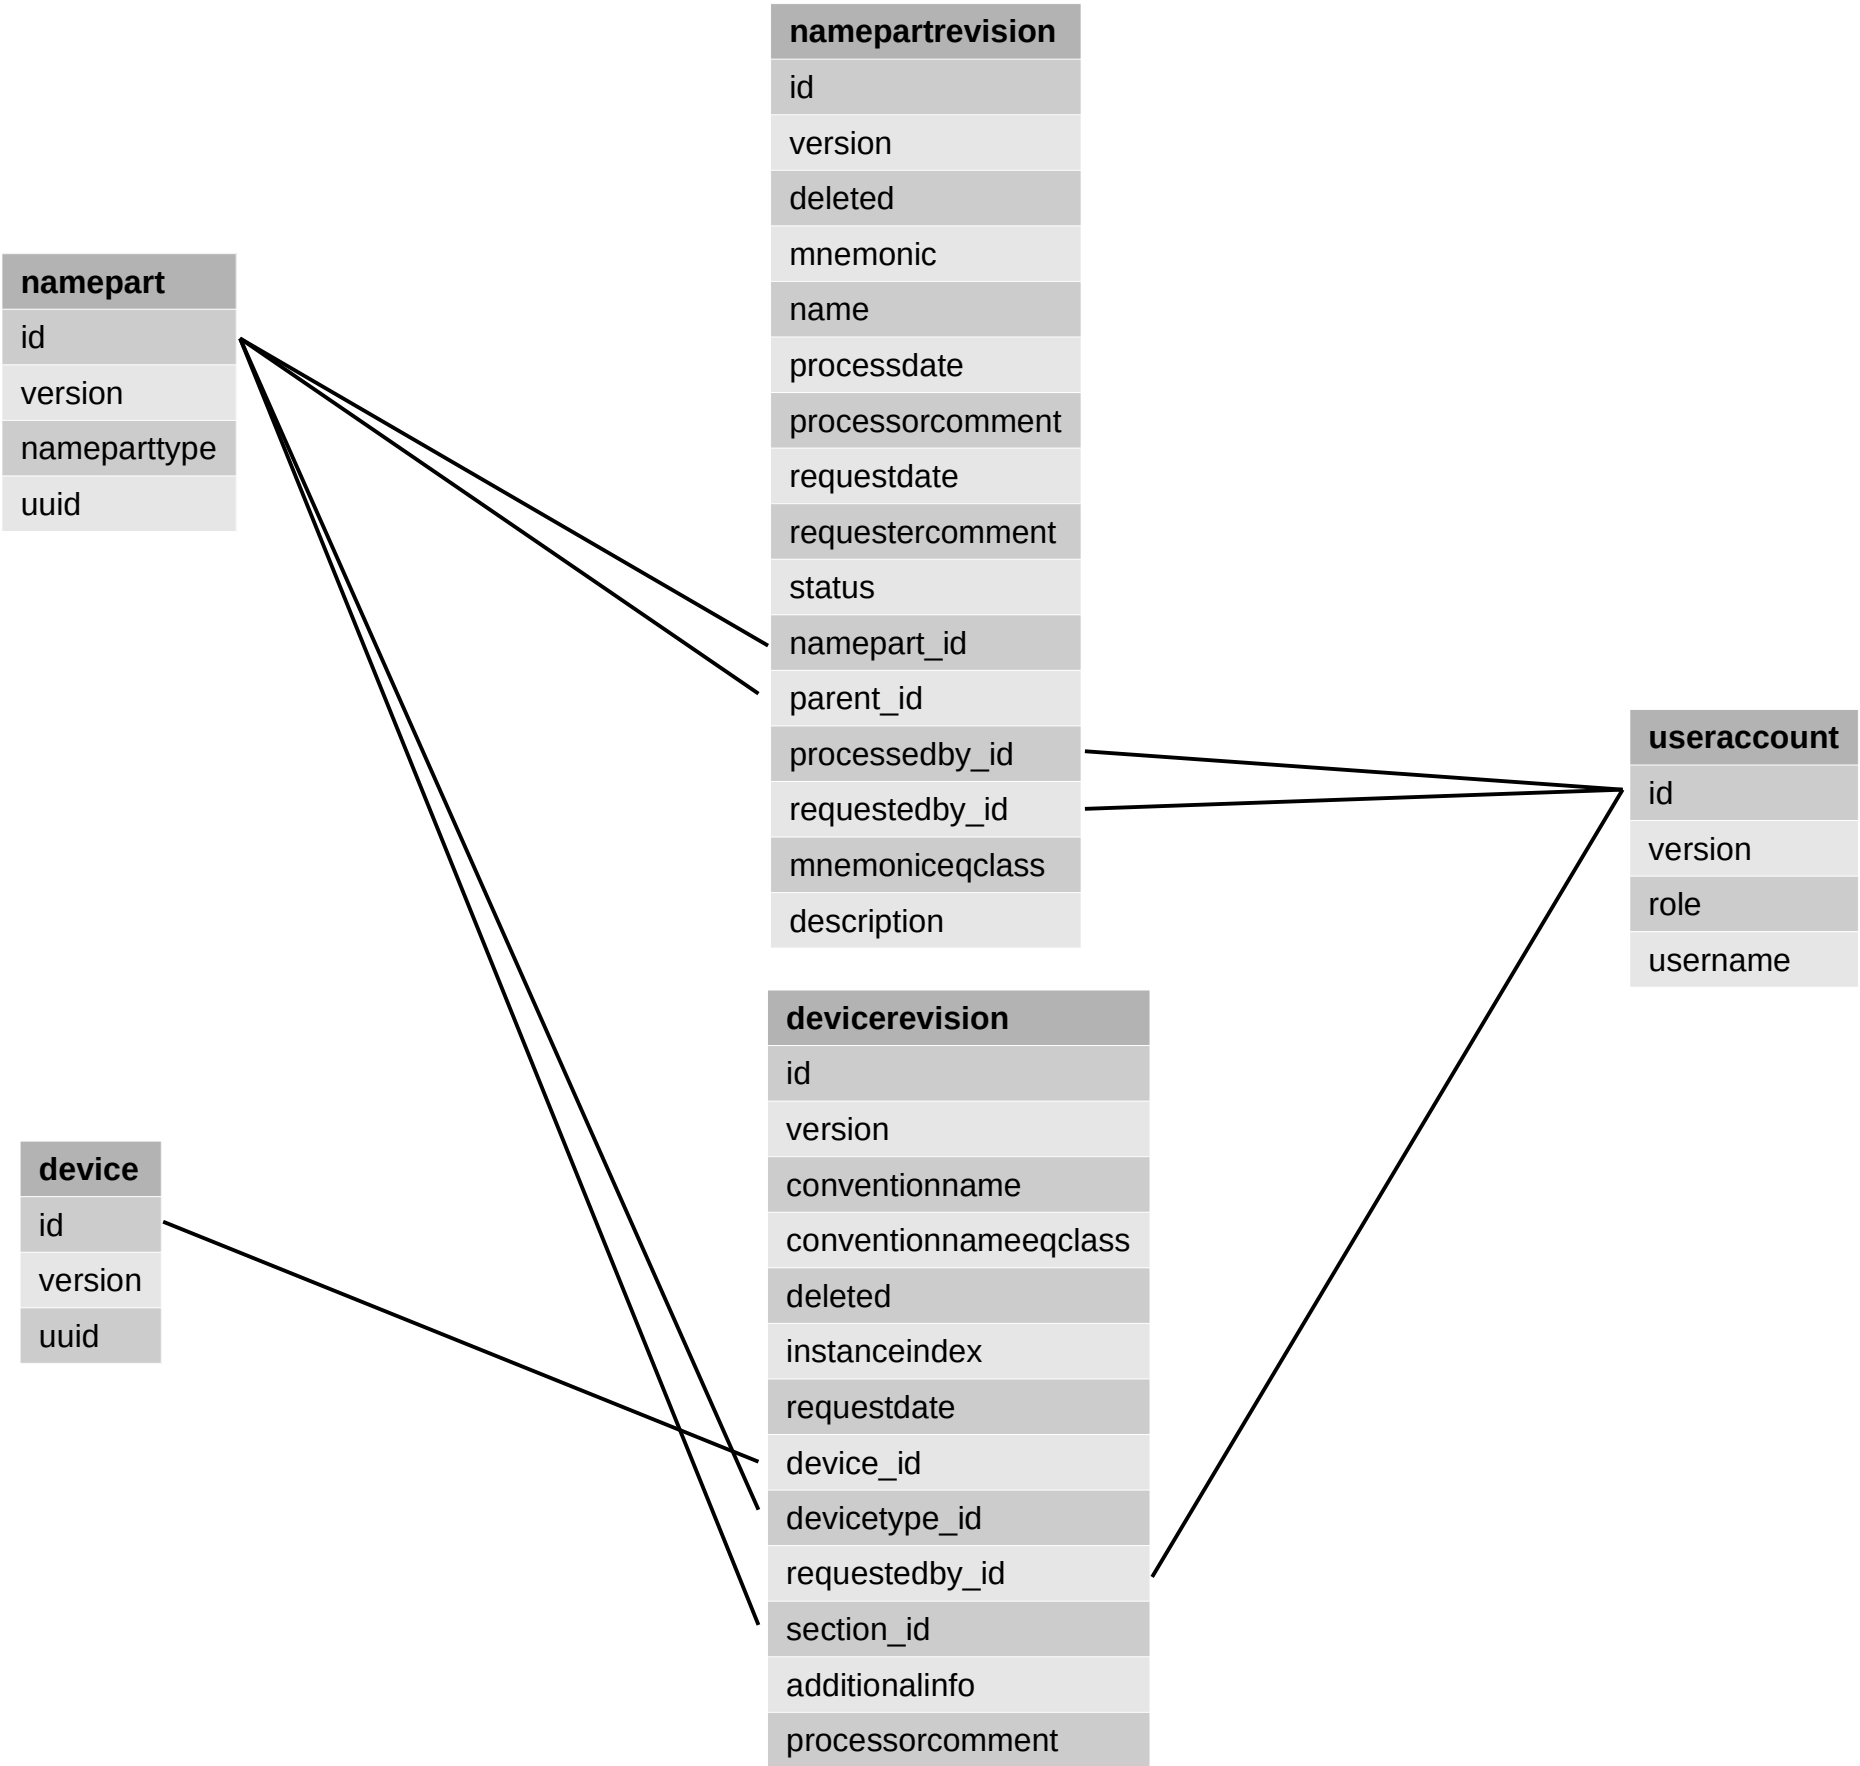 namepartrevision
id
version
deleted
mnemonic
name
processdate
processorcomment
requestdate
requestercomment
status
namepart_id
parent_id
processedby_id
requestedby_id
mnemoniceqclass
description
namepart
id
version
nameparttype
uuid
useraccount
id
version
role
username
devicerevision
id
version
conventionname
conventionnameeqclass
deleted
instanceindex
requestdate
device_id
devicetype_id
requestedby_id
section_id
additionalinfo
processorcomment
device
id
version
uuid